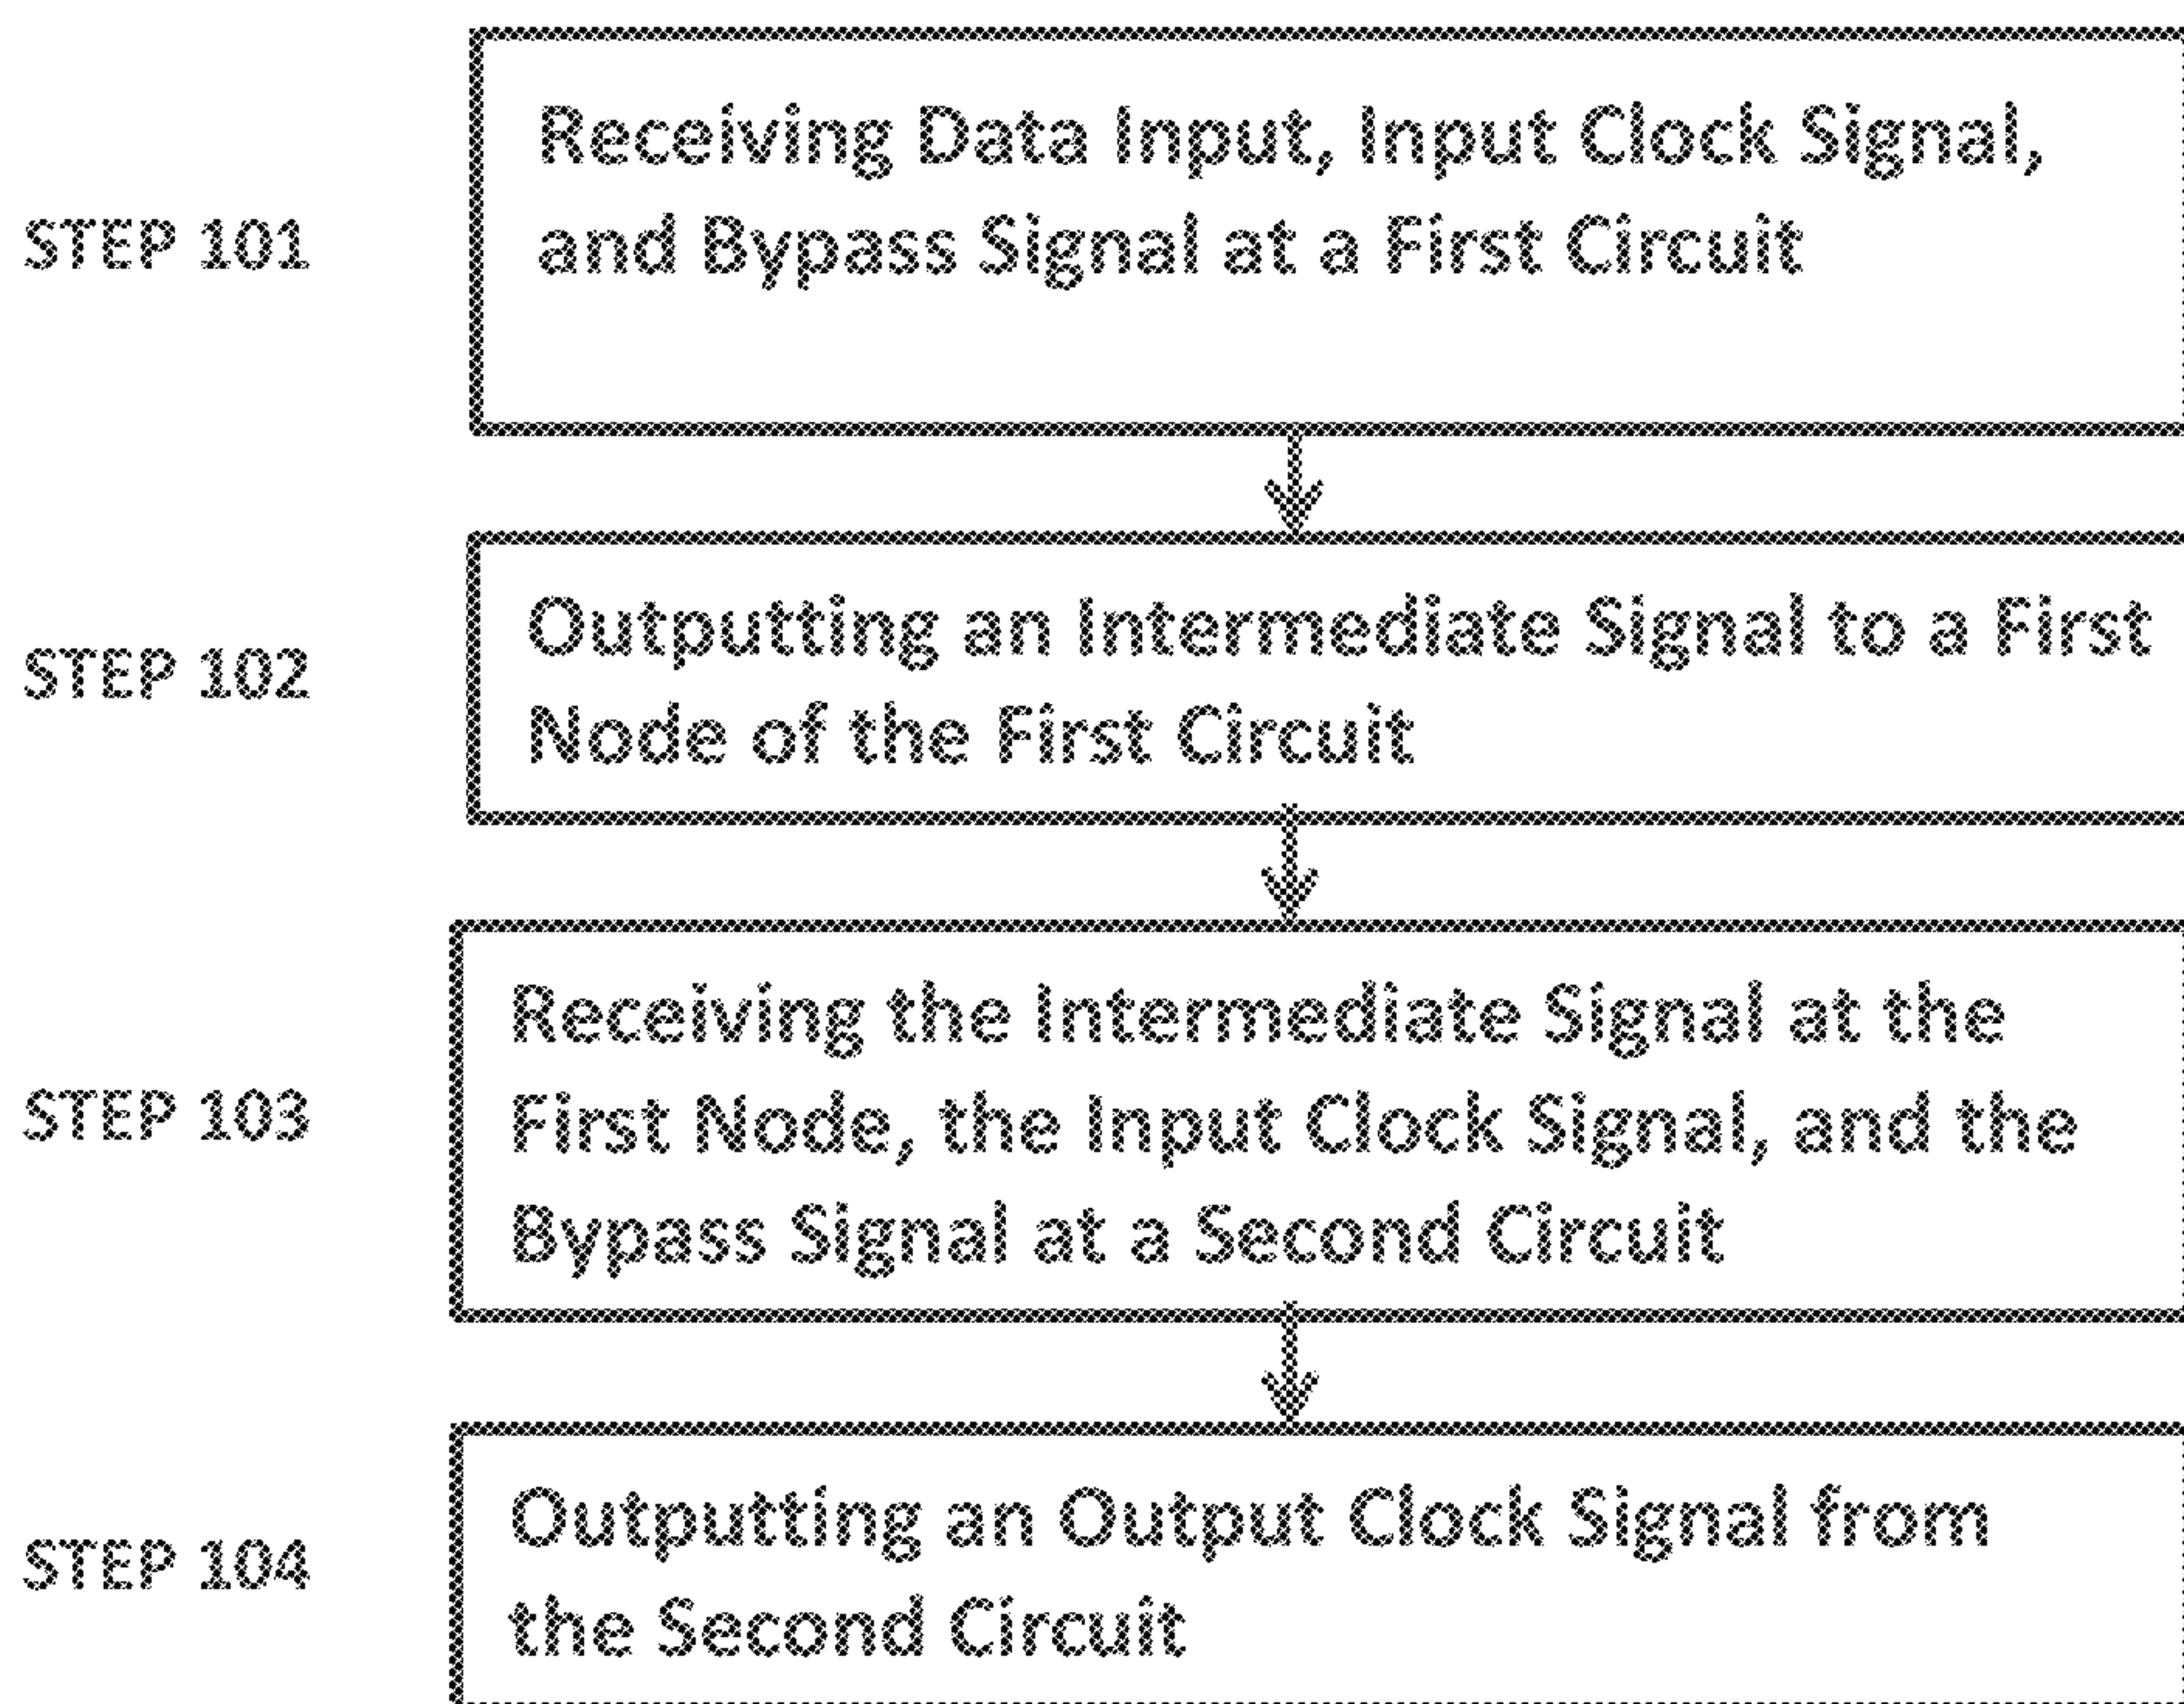 STEP 101
Receiving Data Input, Input Clock Signal,
and Bypass Signal at a First Circuit
STEP 102
Outputting an Intermediate Signal to a First
Node of the First Circuit
STEP 103
Receiving the Intermediate Signal at the
First Node, the Input Clock Signal, and the
Bypass Signal at a Second Circuit
STEP 104
Outputting an Output Clock Signal from
the Second Circuit